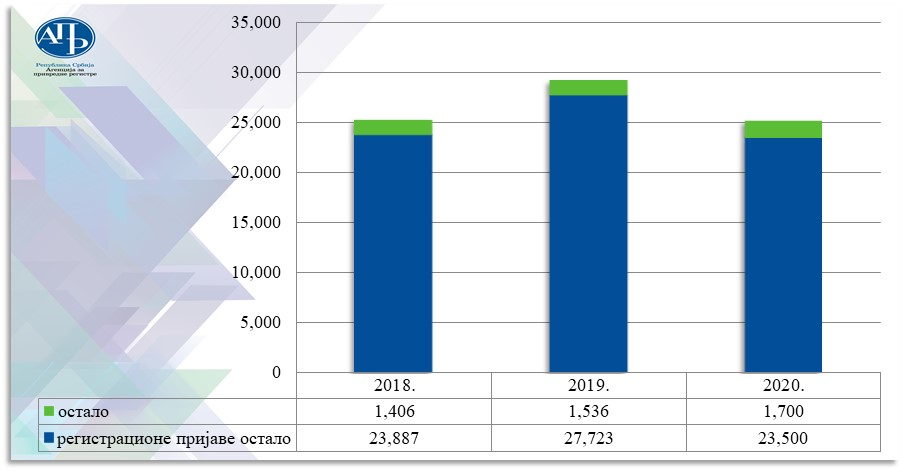 АПР
Република Србија
Агенција за
привредне регистре
35,000
30,000
25,000
20,000
15,000
10,000
5,000
0
2018. 2019. 2020.
остало 1,406 1,536 1,700
регистрационе пријаве остало 23,887 27,723 23,500